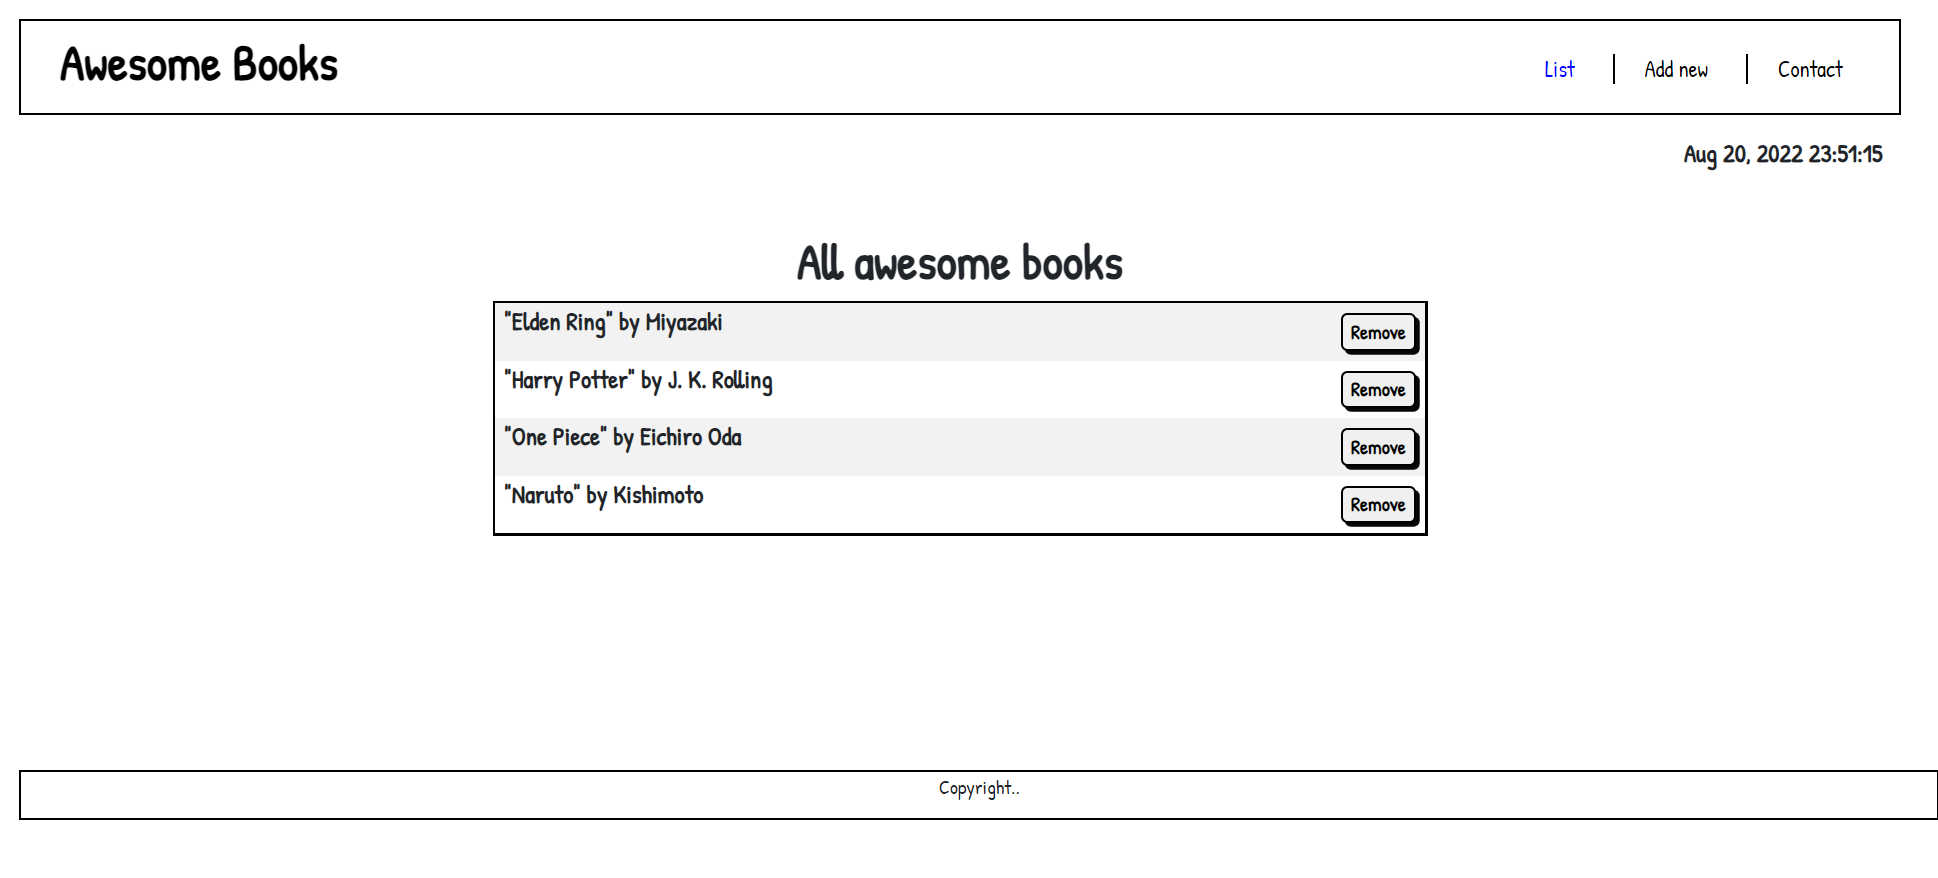 Awesome Books
List
Add new
Contact
Aug 20, 2022 23:51:15
All awesome books
"Elden Ring" by Miyazaki
Remove
"Harry Potter" by J. K. Rolling
Remove
"One Piece" by Eichiro Oda
Remove
"Naruto" by Kishimoto
Remove
Copyright..